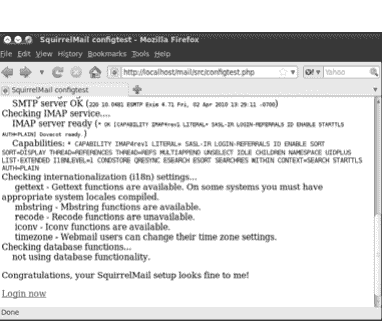 SquirrelMail configtest - Mozilla Firefox
File Edit View History Bookmarks Tools Help
http://localhost/mail/src/configtest.php
Yahoo
SquirrelMail configtest
SMTP server OK (220 10.0461 ESMTP Exim 4.71 Fri, 02 Apr 2010 13:29:11 -0700)
Checking IMAP service....
IMAP server ready (* OK [CAPABILITY IMAP4rev1 LITERAL+ SASL-IR LOGIN-REFERRALS ID ENABLE STARTTLS
AUTH=PLAIN] Dovecot ready.)
Capabilities: * CAPABILITY IMAP4rev1 LITERAL+ SASL-IR LOGIN-REFERRALS ID ENABLE SORT
SORT=DISPLAY THREAD=REFERENCES THREAD=REFS MULTIAPPEND UNSELECT IDLE CHILDREN NAMESPACE UIDPLUS
LIST-EXTENDED I18NLEVEL=1 CONDSTORE QRESYNC ESEARCH ESORT SEARCHRES WITHIN CONTEXT=SEARCH STARTTLS
AUTH=PLAIN
Checking internationalization (i18n) settings...
gettext - Gettext functions are available. On some systems you must have
appropriate system locales compiled.
mbstring - Mbstring functions are available.
recode - Recode functions are unavailable.
iconv - Iconv functions are available.
timezone - Webmail users can change their time zone settings.
Checking database functions...
not using database functionality.
Congratulations, your SquirrelMail setup looks fine to me!
Login now
Done